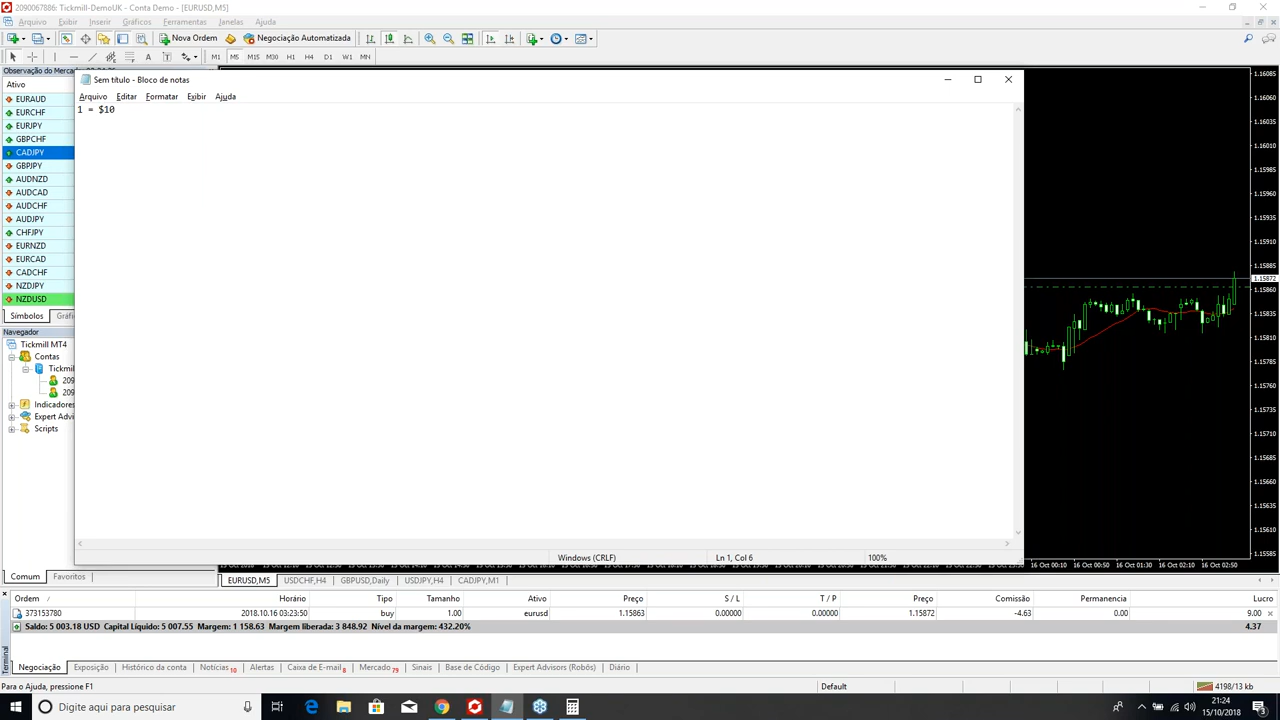 2090067886: Tickmill-DemoUK - Conta Demo - [EURUSD,M5]
Arquivo Exibir Inserir Gráficos Ferramentas Janelas Ajuda
Nova Ordem Negociação Automatizada
M1 M5 M15 M30 H1 H4 D1 W1 MN
Observação do Mercado
Ativo
EURAUD
EURCHF
EURJPY
GBPCHF
CADJPY
GBPJPY
AUDNZD
AUDCAD
AUDCHF
AUDJPY
CHFJPY
EURNZD
EURCAD
CADCHF
NZDJPY
NZDUSD
Símbolos Gráfi
Navegador
Tickmill MT4
Contas
Tickmil
209
209
Indicadores
Expert Advi
Scripts
Comum Favoritos
Sem título - Bloco de notas
Arquivo Editar Formatar Exibir Ajuda
1 = $10
Windows (CRLF) Ln 1, Col 6 100%
1.16085
1.16060
1.16035
1.16010
1.15985
1.15960
1.15935
1.15910
1.15885
1.15872
1.15860
1.15835
1.15810
1.15785
1.15760
1.15735
1.15710
1.15685
1.15660
1.15635
1.15610
1.15585
16 Oct 00:10 16 Oct 00:50 16 Oct 01:30 16 Oct 02:10 16 Oct 02:50
EURUSD,M5 USDCHF,H4 GBPUSD,Daily USDJPY,H4 CADJPY,M1
Ordem Horário Tipo Tamanho Ativo Preço S / L T / P Preço Comissão Permanencia Lucro
373153780 2018.10.16 03:23:50 buy 1.00 eurusd 1.15863 0.00000 0.00000 1.15872 -4.63 0.00 9.00
Saldo: 5 003.18 USD Capital Líquido: 5 007.55 Margem: 1 158.63 Margem liberada: 3 848.92 Nível da margem: 432.20% 4.37
Terminal
Negociação Exposição Histórico da conta Notícias 10 Alertas Caixa de E-mail 8 Mercado 79 Sinais Base de Código Expert Advisors (Robôs) Diário
Para o Ajuda, pressione F1 Default 4198/13 kb
Digite aqui para pesquisar
21:24
15/10/2018
3